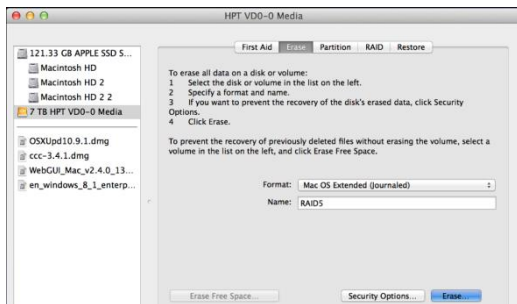 HPT VD0-0 Media
121.33 GB APPLE SSD S...
Macintosh HD
Macintosh HD 2
Macintosh HD 2 2
7 TB HPT VD0-0 Media
OSXUpd10.9.1.dmg
ccc-3.4.1.dmg
WebGUI_Mac_v2.4.0_13...
en_windows_8_1_enterp...
First Aid Erase Partition RAID Restore
To erase all data on a disk or volume:
1 Select the disk or volume in the list on the left.
2 Specify a format and name.
3 If you want to prevent the recovery of the disk's erased data, click Security
Options.
4 Click Erase.
To prevent the recovery of previously deleted files without erasing the volume, select a
volume in the list on the left, and click Erase Free Space.
Format: Mac OS Extended (Journaled)
Name: RAID5
Erase Free Space... Security Options... Erase...